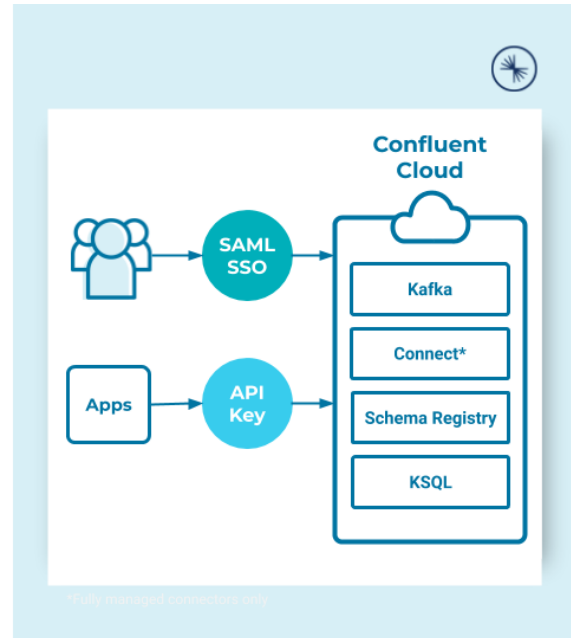 Confluent
Cloud
SAML
SSO
Kafka
Connect*
Apps
API
Key
Schema Registry
KSQL
*Fully managed connectors only